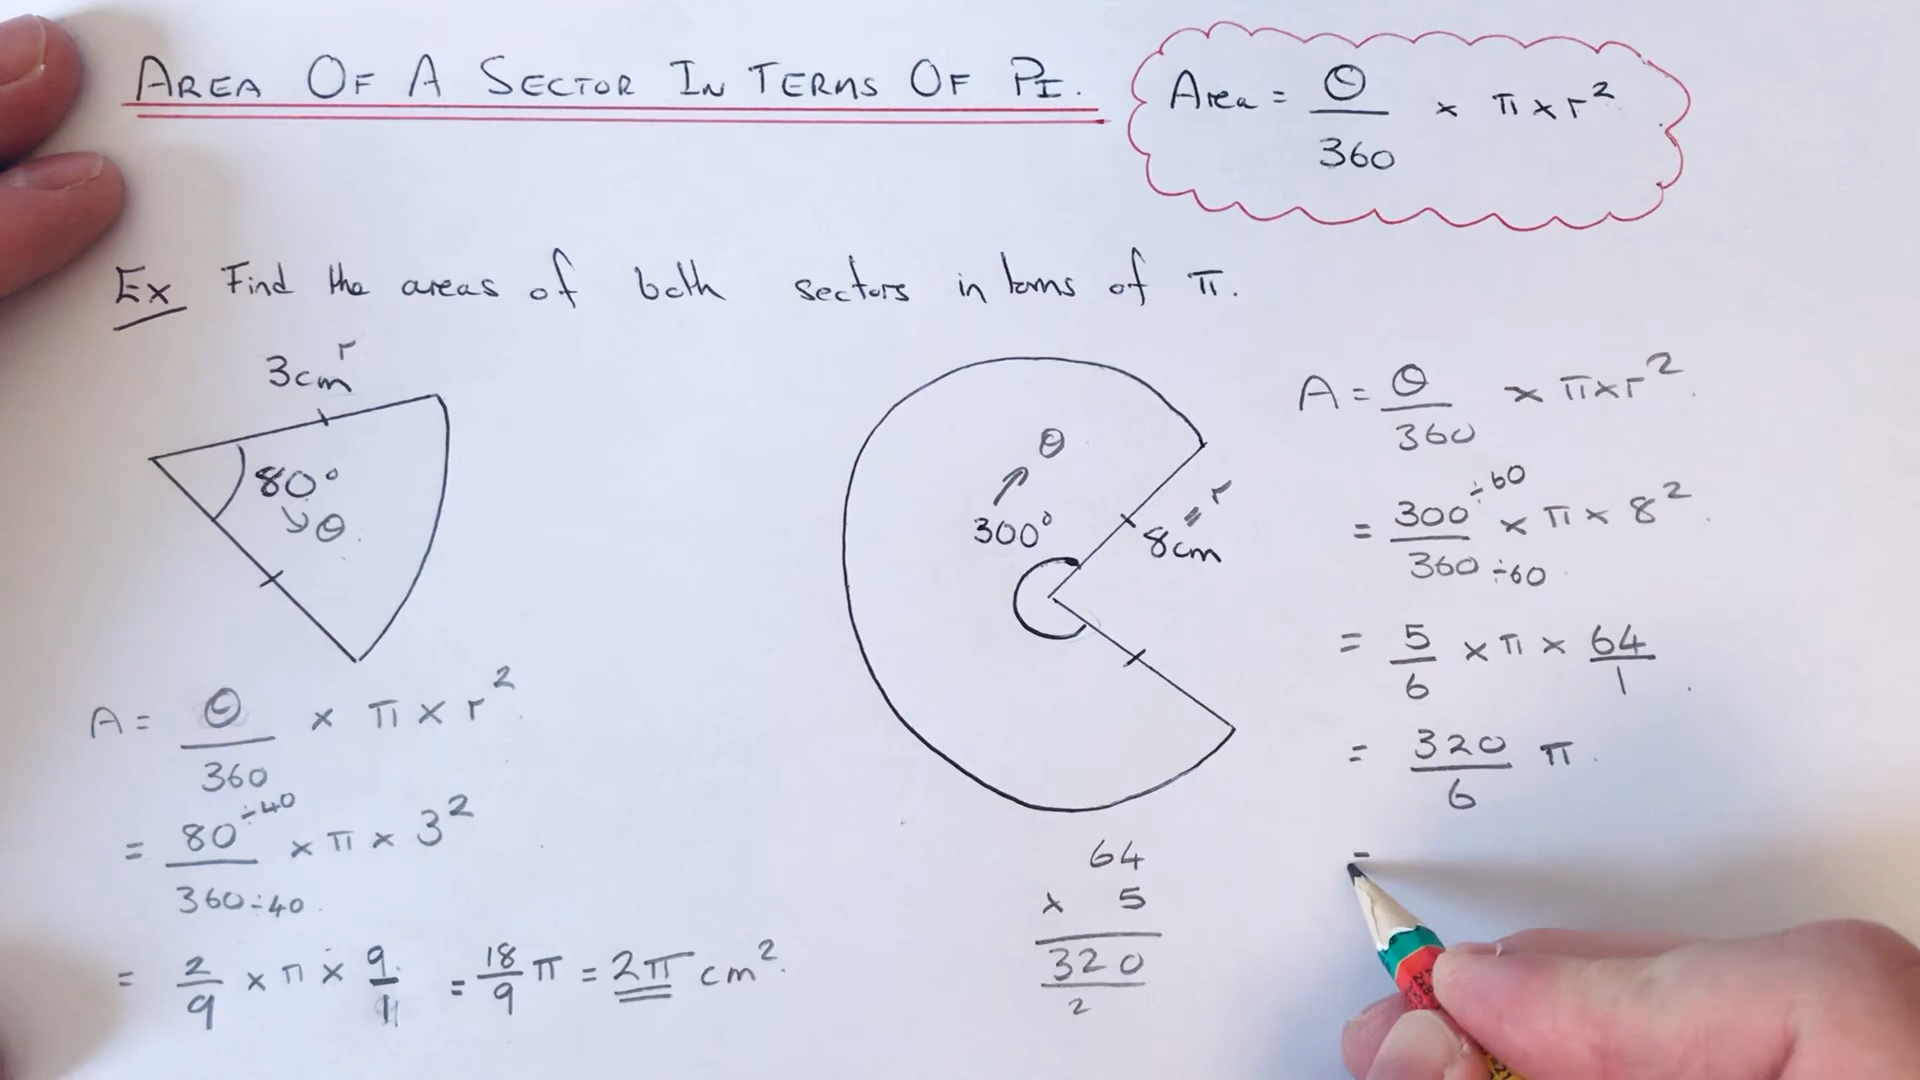 AREA OF A SECTOR IN TERMS OF PI.
Area = θ/360 × π × r²
Ex Find the areas of both sectors in terms of π.
3cm r
80°
θ
A = θ/360 × π × r²
= 80÷40/360÷40 × π × 3²
= 2/9 × π × 9/1 = 18/9 π = 2π cm².
θ
300°
r
=
8cm
64
× 5
320
2
A = θ/360 × π × r².
= 300÷60/360÷60 × π × 8².
= 5/6 × π × 64/1.
= 320/6 π.
=